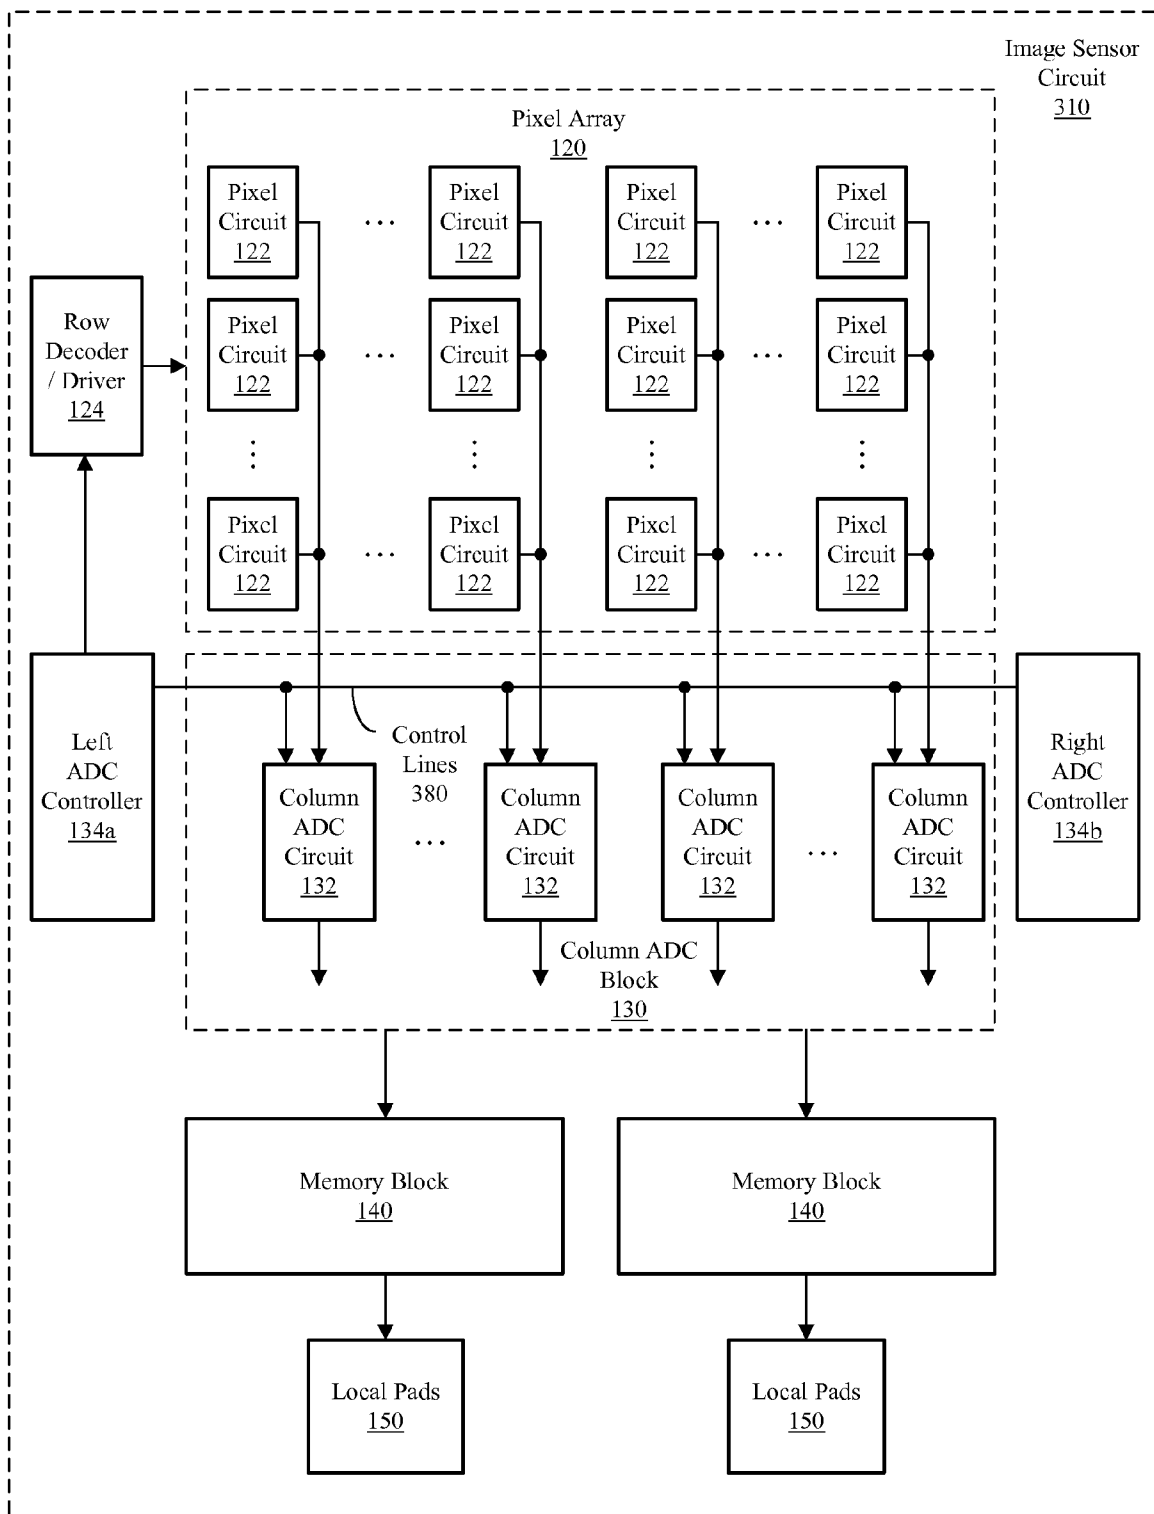 Image Sensor
Circuit
310
Pixel Array
120
Pixel
Circuit
122
Pixel
Circuit
122
Pixel
Circuit
122
Pixel
Circuit
122
Row
Decoder
/ Driver
124
Pixel
Circuit
122
Pixel
Circuit
122
Pixel
Circuit
122
Pixel
Circuit
122
Pixel
Circuit
122
Pixel
Circuit
122
Pixel
Circuit
122
Pixel
Circuit
122
Left
ADC
Controller
134a
Control
Lines
380
Right
ADC
Controller
134b
Column
ADC
Circuit
132
Column
ADC
Circuit
132
Column
ADC
Circuit
132
Column
ADC
Circuit
132
Column ADC
Block
130
Memory Block
140
Memory Block
140
Local Pads
150
Local Pads
150